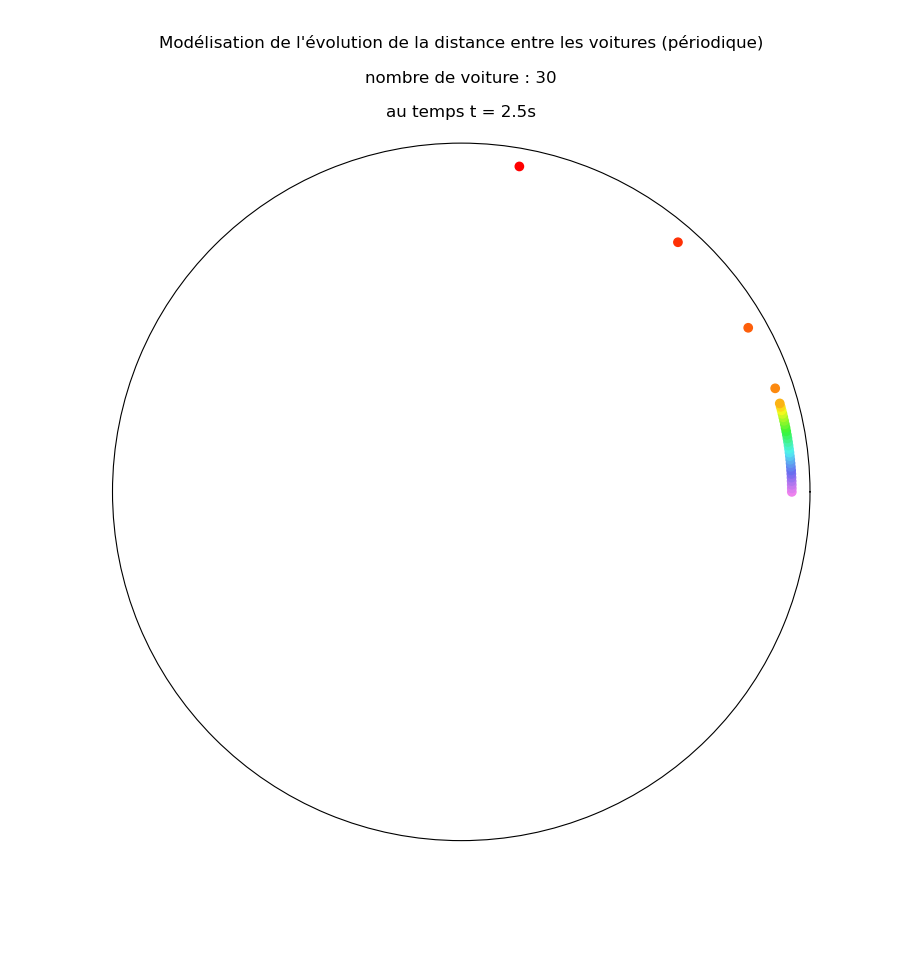 Modélisation de l'évolution de la distance entre les voitures (périodique)
nombre de voiture : 30
au temps t = 2.5s